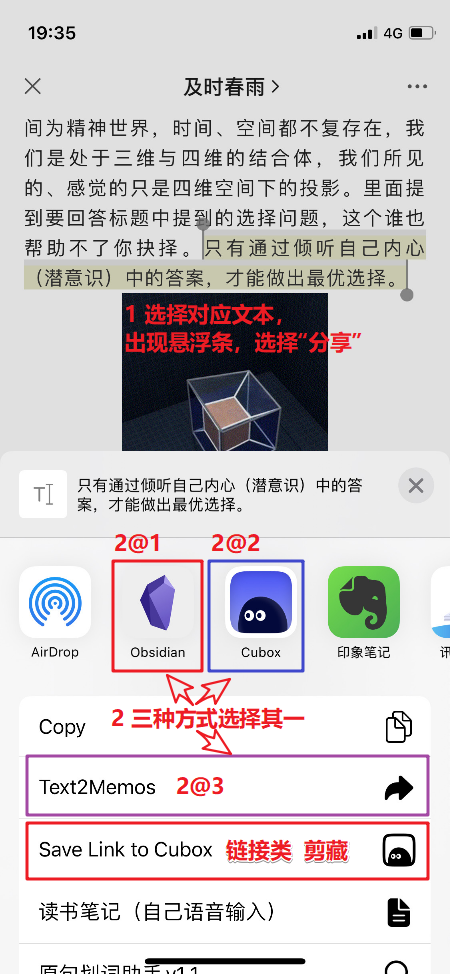 19:35
4G
及时春雨
间为精神世界，时间、空间都不复存在，我
们是处于三维与四维的结合体，我们所见
的、感觉的只是四维空间下的投影。里面提
到要回答标题中提到的选择问题，这个谁也
帮助不了你抉择。只有通过倾听自己内心
（潜意识）中的答案，才能做出最优选择。
1 选择对应文本，
出现悬浮条，选择“分享”
T
只有通过倾听自己内心（潜意识）中的答
案，才能做出最优选择。
2@1
2@2
AirDrop
Obsidian
Cubox
印象笔记
讯
2 三种方式选择其一
Copy
Text2Memos
2@3
Save Link to Cubox
链接类 剪藏
读书笔记（自己语音输入）
原句划词助手v1.1